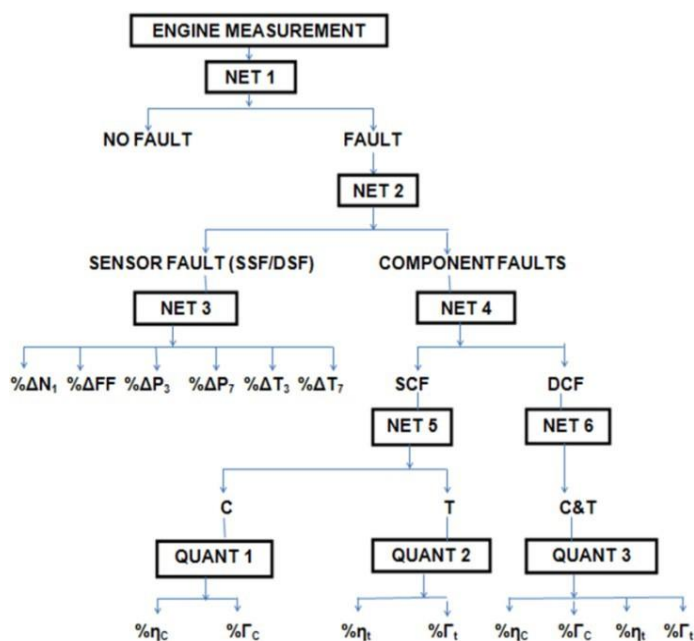 ENGINE MEASUREMENT
NET 1
NO FAULT FAULT
NET 2
SENSOR FAULT (SSF/DSF) COMPONENT FAULTS
NET 3 NET 4
%ΔN₁ %ΔFF %ΔP₃ %ΔP₇ %ΔT₃ %ΔT₇ SCF DCF
NET 5 NET 6
C T C&T
QUANT 1 QUANT 2 QUANT 3
%ηC %ΓC %ηt %Γt %ηC %ΓC %ηt %Γ